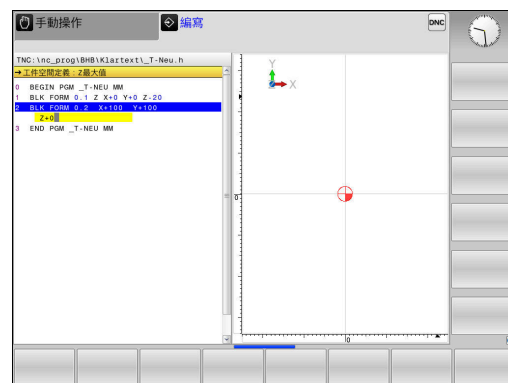 手動操作
編寫
DNC
TNC:\nc_prog\BHB\Klartext\_T-Neu.h
→工件空間定義：Z最大值
0 BEGIN PGM _T-NEU MM
1 BLK FORM 0.1 Z X+0 Y+0 Z-20
2 BLK FORM 0.2 X+100 Y+100
Z+0
3 END PGM _T-NEU MM
Y
X
0
0